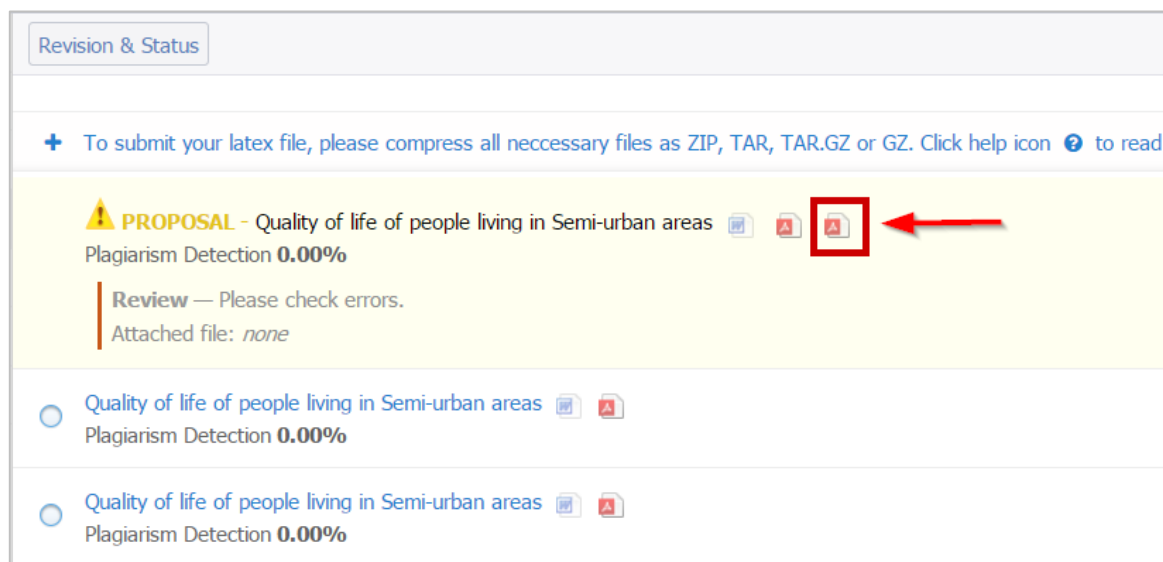 Revision & Status
To submit your latex file, please compress all neccessary files as ZIP, TAR, TAR.GZ or GZ. Click help icon to read
PROPOSAL - Quality of life of people living in Semi-urban areas
Plagiarism Detection 0.00%
Review — Please check errors.
Attached file: none
Quality of life of people living in Semi-urban areas
Plagiarism Detection 0.00%
Quality of life of people living in Semi-urban areas
Plagiarism Detection 0.00%